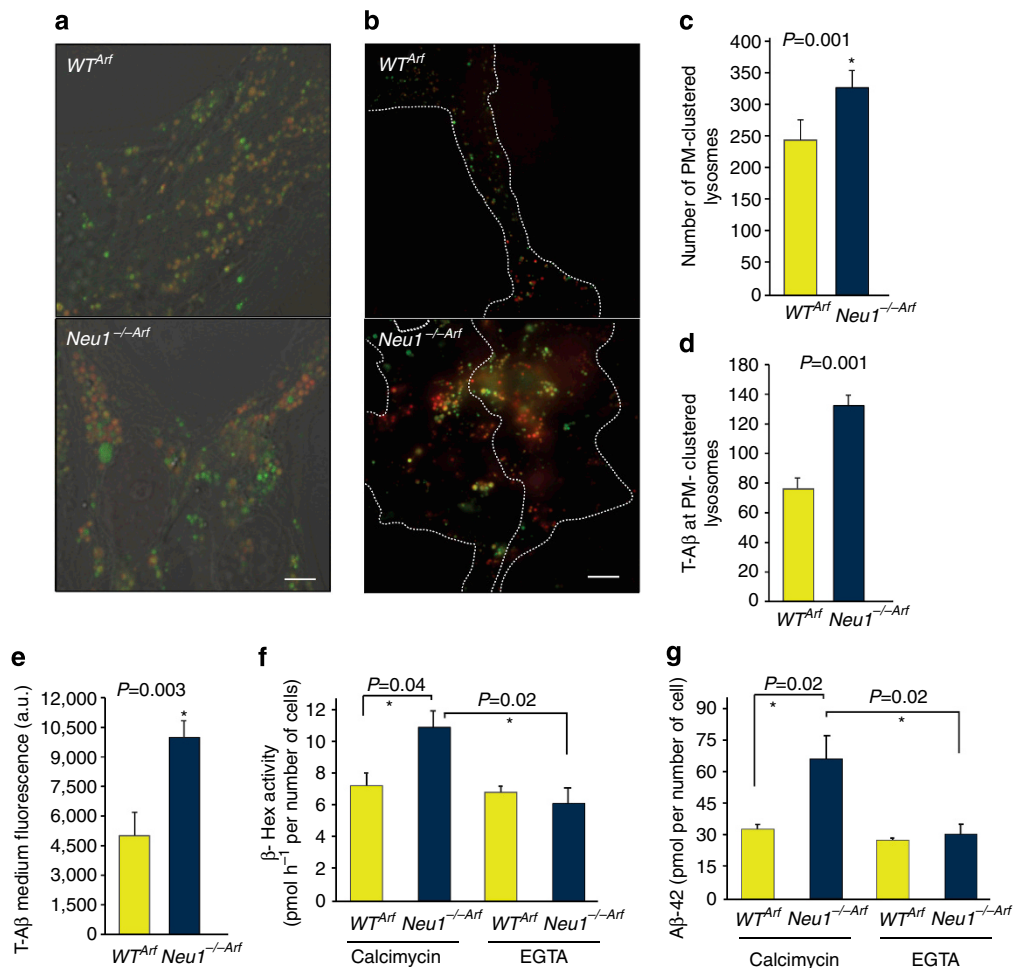 a
WT^Arf
Neu1^−/−Arf
b
WT^Arf
Neu1^−/−Arf
c
P=0.001
*
Number of PM-clustered
lysosmes
400
350
300
250
200
150
100
50
0
WT^Arf Neu1^−/−Arf
d
P=0.001
T-Aβ at PM- clustered
lysosomes
180
160
140
120
100
80
60
40
20
0
WT^Arf Neu1^−/−Arf
e
P=0.003
*
T-Aβ medium fluorescence (a.u.)
12,000
10,500
9,000
7,500
6,000
4,500
3,000
1,500
0
WT^Arf Neu1^−/−Arf
f
P=0.04
*
P=0.02
*
β- Hex activity
(pmol h^−1 per number of cells)
12
10
8
6
4
2
0
WT^Arf Neu1^−/−Arf WT^Arf Neu1^−/−Arf
Calcimycin EGTA
g
P=0.02
*
P=0.02
*
Aβ-42 (pmol per number of cell)
90
75
60
45
30
15
0
WT^Arf Neu1^−/−Arf WT^Arf Neu1^−/−Arf
Calcimycin EGTA